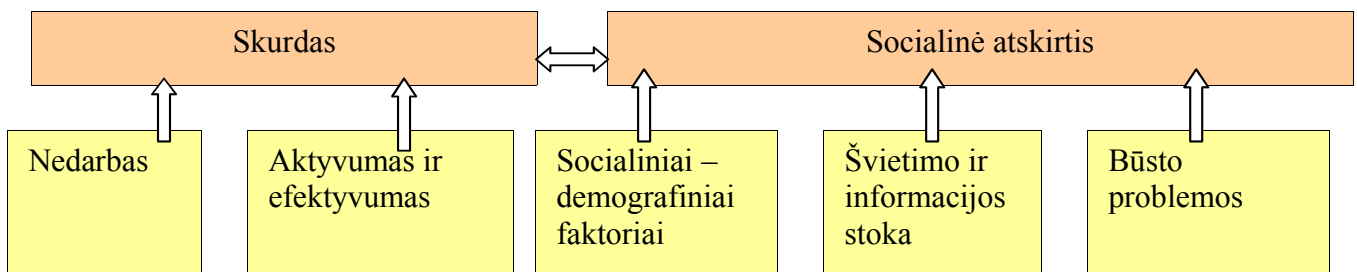 Skurdas
Socialinė atskirtis
Nedarbas
Aktyvumas ir
efektyvumas
Socialiniai –
demografiniai
faktoriai
Švietimo ir
informacijos
stoka
Būsto
problemos